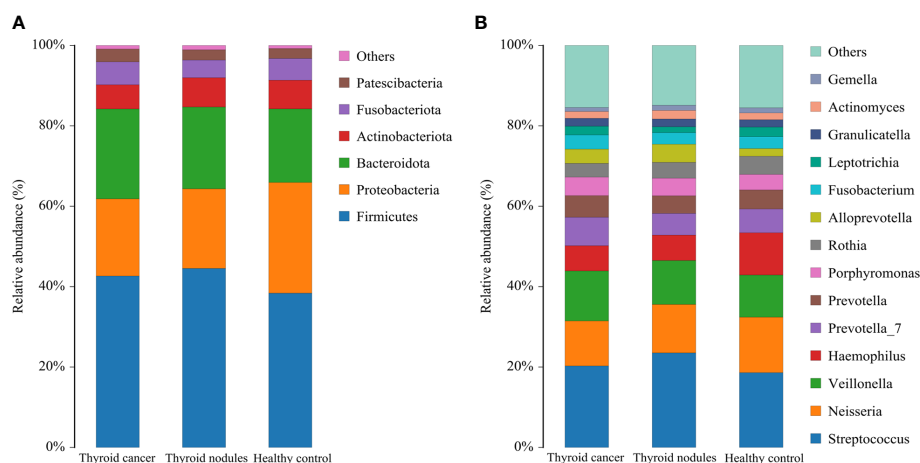 A
100%
80%
60%
40%
20%
0%
Relative abundance (%)
Thyroid cancer
Thyroid nodules
Healthy control
Others
Patescibacteria
Fusobacteriota
Actinobacteriota
Bacteroidota
Proteobacteria
Firmicutes
B
100%
80%
60%
40%
20%
0%
Relative abundance (%)
Thyroid cancer
Thyroid nodules
Healthy control
Others
Gemella
Actinomyces
Granulicatella
Leptotrichia
Fusobacterium
Alloprevotella
Rothia
Porphyromonas
Prevotella
Prevotella_7
Haemophilus
Veillonella
Neisseria
Streptococcus